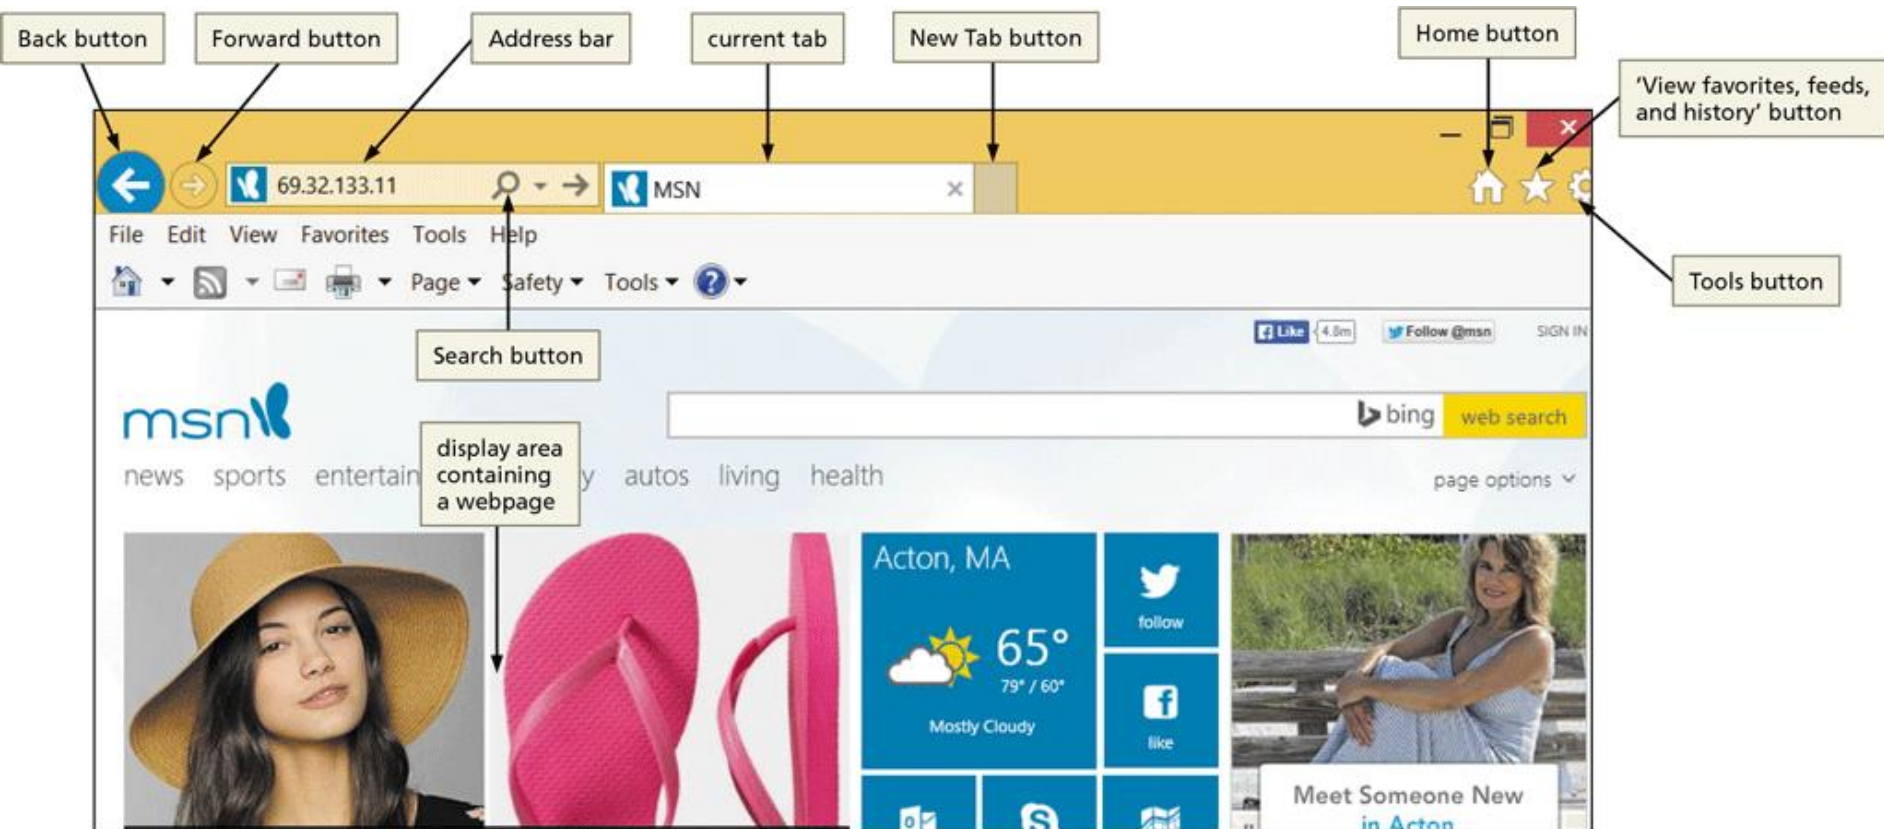 Back button
Forward button
Address bar
current tab
New Tab button
Home button
'View favorites, feeds,
and history' button
69.32.133.11
MSN
File Edit View Favorites Tools Help
Page Safety Tools
Tools button
Like 4.8m Follow @msn SIGN IN
Search button
msn
bing web search
display area
containing
a webpage
news sports entertain y autos living health
page options
Acton, MA
65°
79° / 60°
Mostly Cloudy
follow
like
Meet Someone New
in Acton